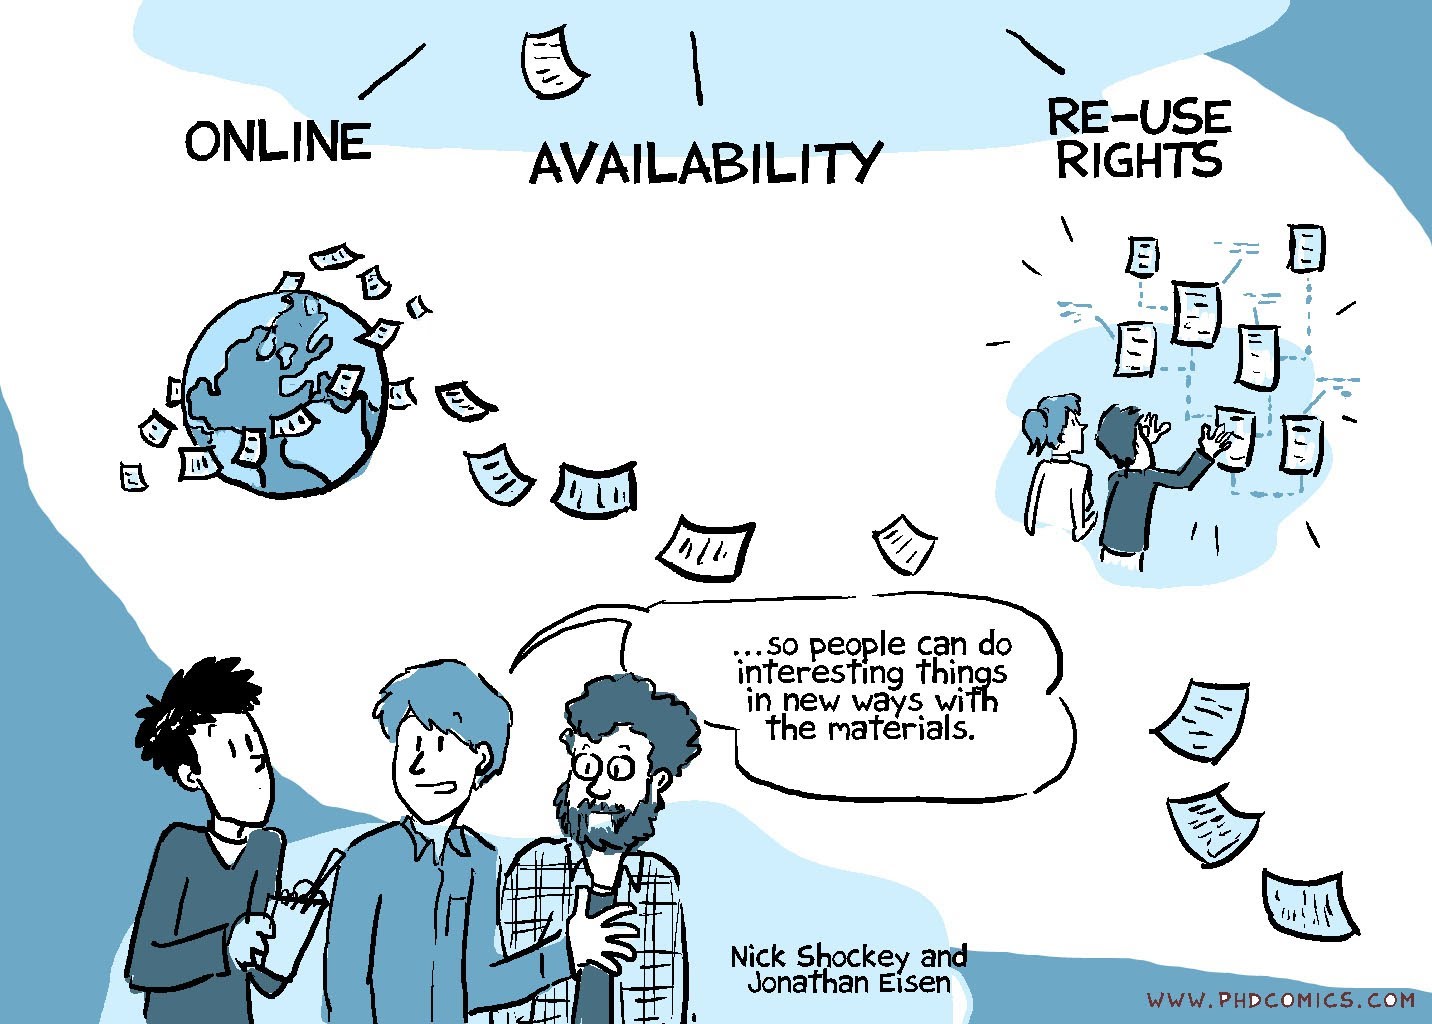 ONLINE
AVAILABILITY
RE-USE
RIGHTS
...so people can do
interesting things
in new ways with
the materials.
Nick Shockey and
Jonathan Eisen
WWW.PHDCOMICS.COM